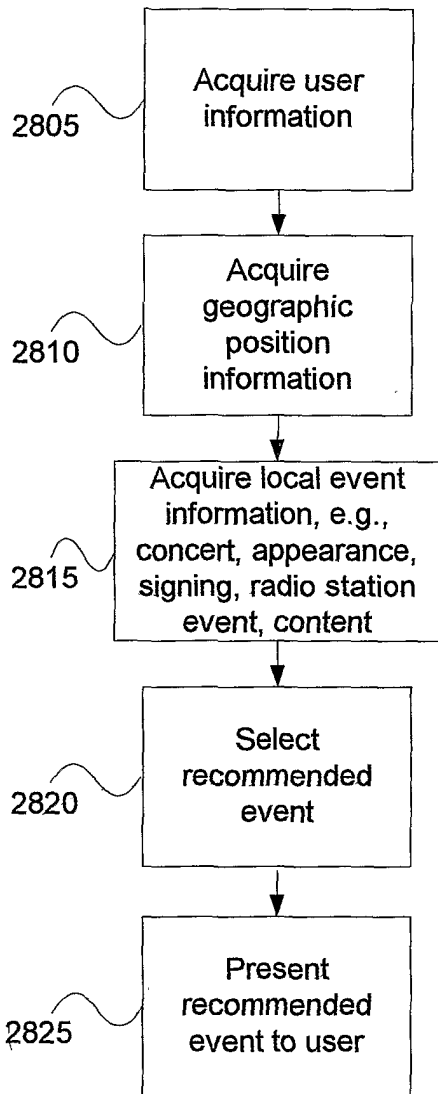 Acquire user
information
2805
Acquire
geographic
position
information
2810
Acquire local event
information, e.g.,
concert, appearance,
signing, radio station
event, content
2815
Select
recommended
event
2820
Present
recommended
event to user
2825